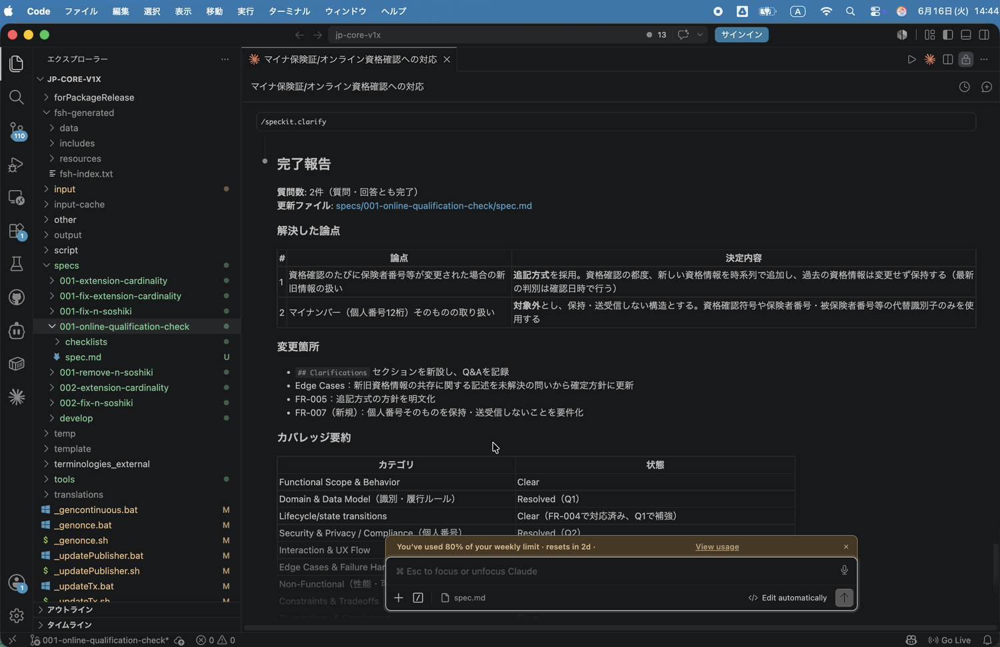 Code ファイル 編集 選択 表示 移動 実行 ターミナル ウィンドウ ヘルプ A 6月16日(火) 14:44
jp-core-v1x 13 サインイン
エクスプローラー
マイナ保険証/オンライン資格確認への対応
JP-CORE-V1X
マイナ保険証/オンライン資格確認への対応
forPackageRelease
fsh-generated
data
includes
resources
fsh-index.txt
input
input-cache
other
output
script
specs
001-extension-cardinality
001-fix-extension-cardinality
001-fix-n-soshiki
001-online-qualification-check
checklists
spec.md U
001-remove-n-soshiki
002-extension-cardinality
002-fix-n-soshiki
develop
temp
template
terminologies_external
tools
translations
_gencontinuous.bat M
_genonce.bat M
_genonce.sh M
_updatePublisher.bat M
_updatePublisher.sh M
_updateTx.bat M
_updateTx.sh M
アウトライン
タイムライン
110
1
1
/speckit.clarify
完了報告
質問数: 2件（質問・回答とも完了）
更新ファイル: specs/001-online-qualification-check/spec.md
解決した論点
# 論点 決定内容
1 資格確認のたびに保険者番号等が変更された場合の新旧情報の扱い 追記方式を採用。資格確認の都度、新しい資格情報を時系列で追加し、過去の資格情報は変更せず保持する（最新の判別は確認日時で行う）
2 マイナンバー（個人番号12桁）そのものの取り扱い 対象外とし、保持・送受信しない構造とする。資格確認符号や保険者番号・被保険者番号等の代替識別子のみを使用する
変更箇所
• ## Clarifications セクションを新設し、Q&Aを記録
• Edge Cases：新旧資格情報の共存に関する記述を未解決の問いから確定方針に更新
• FR-005：追記方式の方針を明文化
• FR-007（新規）：個人番号そのものを保持・送受信しないことを要件化
カバレッジ要約
カテゴリ 状態
Functional Scope & Behavior Clear
Domain & Data Model（識別・履行ルール） Resolved（Q1）
Lifecycle/state transitions Clear（FR-004で対応済み、Q1で補強）
Security & Privacy / Compliance（個人番号） Resolved（Q2）
Interaction & UX Flow
Edge Cases & Failure Har
Non-Functional（性能・可
Constraints & Tradeoffs
You've used 80% of your weekly limit · resets in 2d · View usage
⌘ Esc to focus or unfocus Claude
spec.md Edit automatically
001-online-qualification-check* 0 0 Go Live